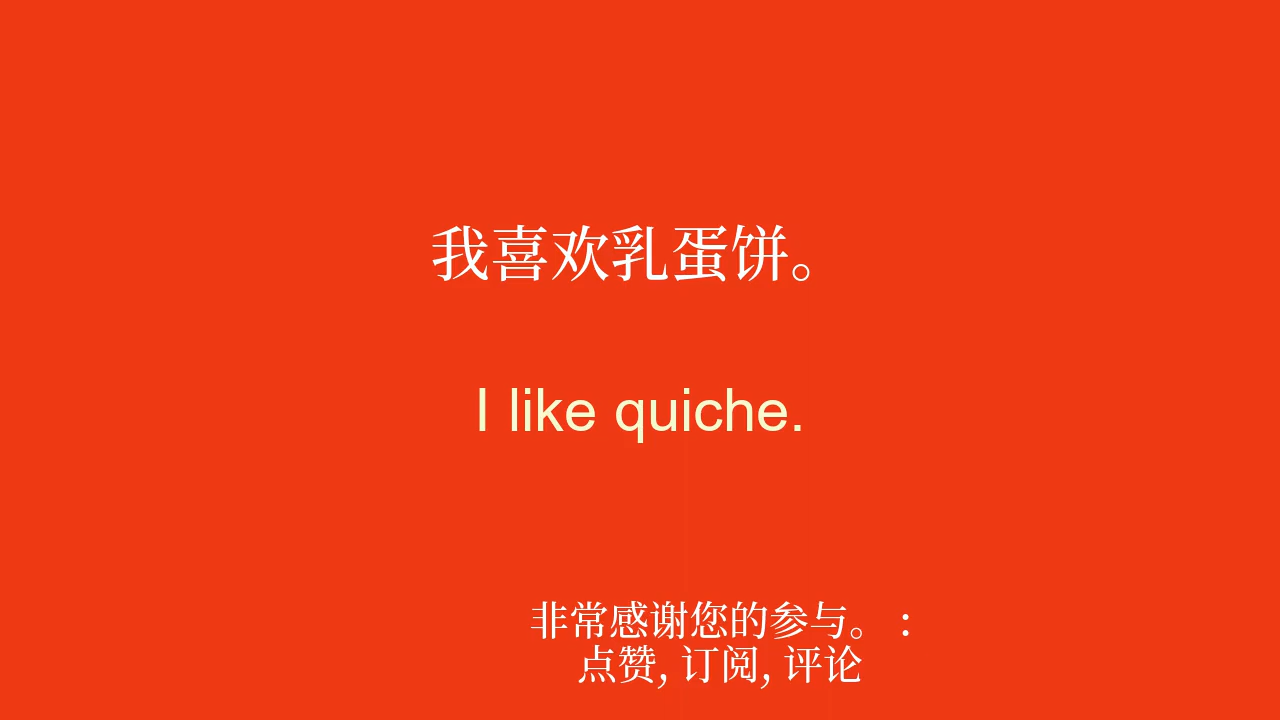 我喜欢乳蛋饼。
I like quiche.
非常感谢您的参与。 :
点赞, 订阅, 评论